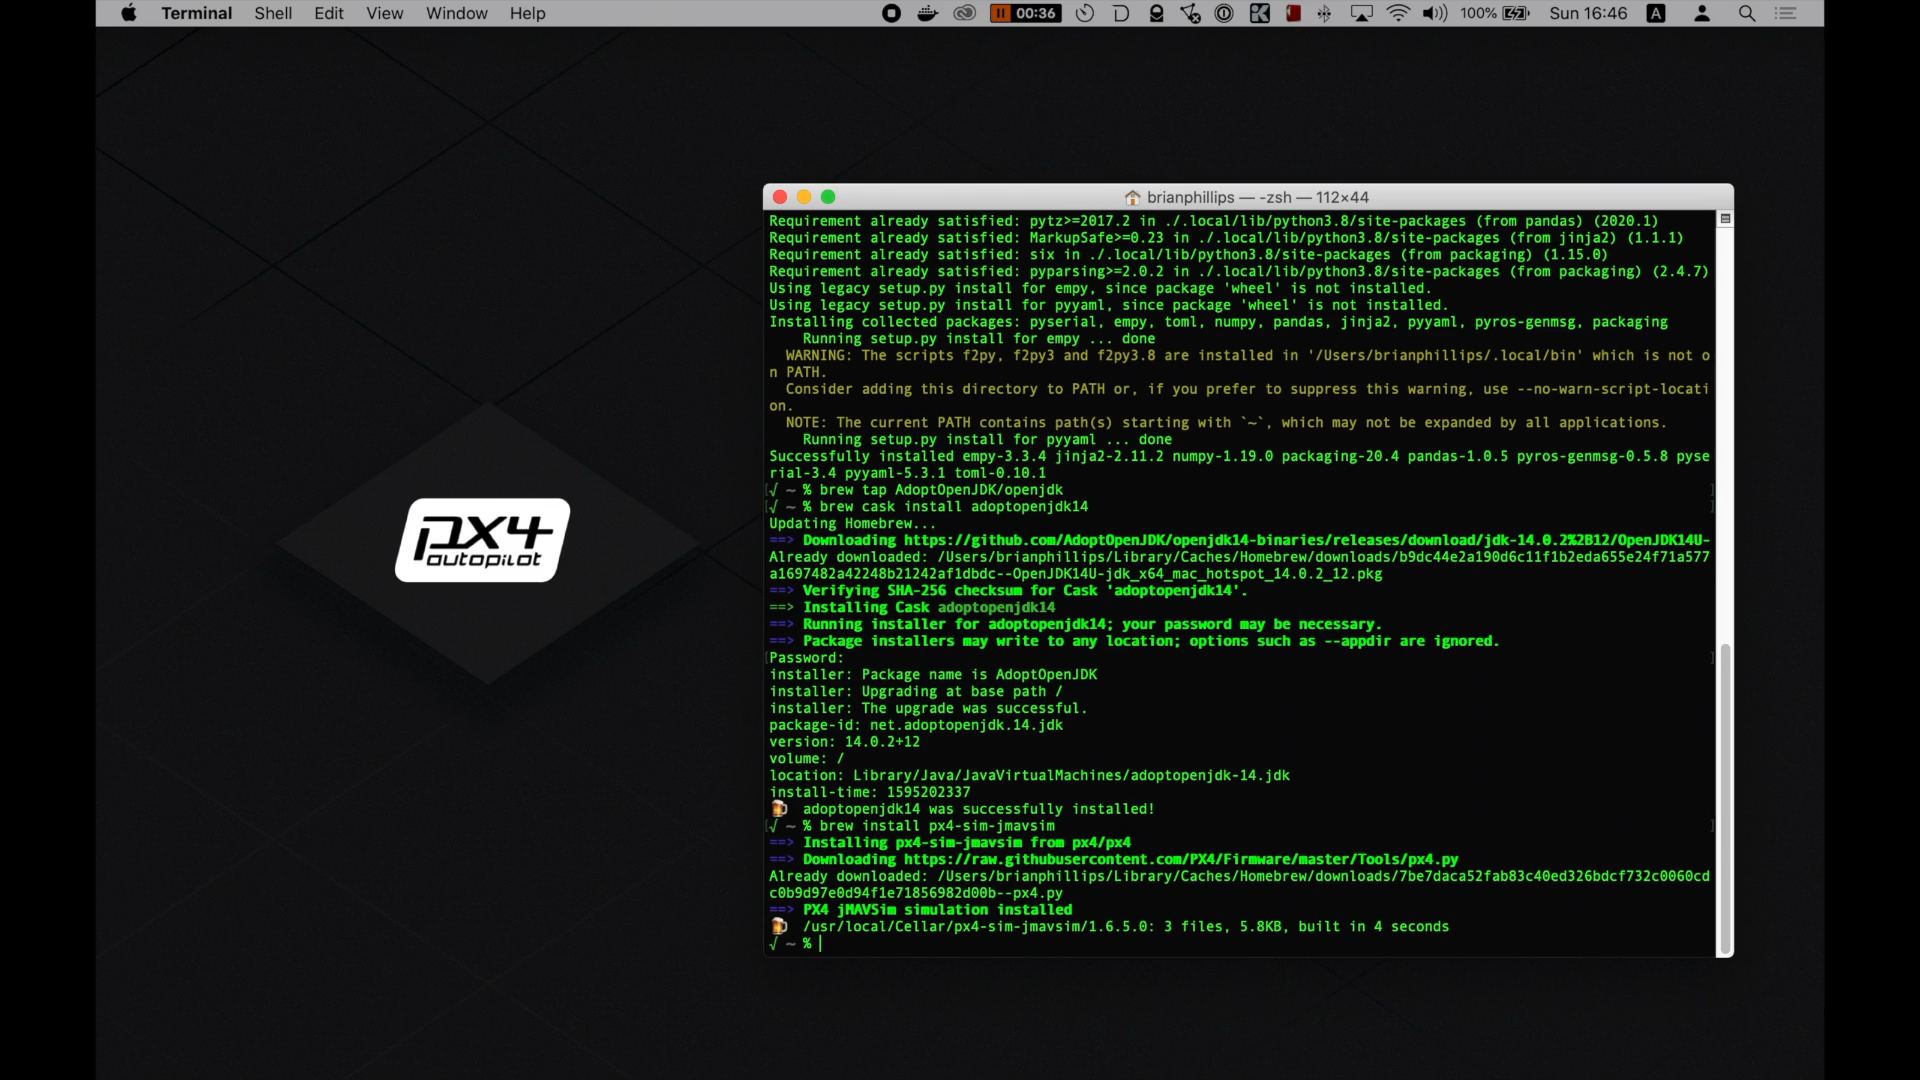 Terminal Shell Edit View Window Help 00:36 100% Sun 16:46 A
brianphillips — -zsh — 112×44
Requirement already satisfied: pytz>=2017.2 in ./.local/lib/python3.8/site-packages (from pandas) (2020.1)
Requirement already satisfied: MarkupSafe>=0.23 in ./.local/lib/python3.8/site-packages (from jinja2) (1.1.1)
Requirement already satisfied: six in ./.local/lib/python3.8/site-packages (from packaging) (1.15.0)
Requirement already satisfied: pyparsing>=2.0.2 in ./.local/lib/python3.8/site-packages (from packaging) (2.4.7)
Using legacy setup.py install for empy, since package 'wheel' is not installed.
Using legacy setup.py install for pyyaml, since package 'wheel' is not installed.
Installing collected packages: pyserial, empy, toml, numpy, pandas, jinja2, pyyaml, pyros-genmsg, packaging
Running setup.py install for empy ... done
WARNING: The scripts f2py, f2py3 and f2py3.8 are installed in '/Users/brianphillips/.local/bin' which is not o
n PATH.
Consider adding this directory to PATH or, if you prefer to suppress this warning, use --no-warn-script-locati
on.
NOTE: The current PATH contains path(s) starting with `~`, which may not be expanded by all applications.
Running setup.py install for pyyaml ... done
Successfully installed empy-3.3.4 jinja2-2.11.2 numpy-1.19.0 packaging-20.4 pandas-1.0.5 pyros-genmsg-0.5.8 pyse
rial-3.4 pyyaml-5.3.1 toml-0.10.1
√ ~ % brew tap AdoptOpenJDK/openjdk
√ ~ % brew cask install adoptopenjdk14
Updating Homebrew...
==> Downloading https://github.com/AdoptOpenJDK/openjdk14-binaries/releases/download/jdk-14.0.2%2B12/OpenJDK14U-
Already downloaded: /Users/brianphillips/Library/Caches/Homebrew/downloads/b9dc44e2a190d6c11f1b2eda655e24f71a577
a1697482a42248b21242af1dbdc--OpenJDK14U-jdk_x64_mac_hotspot_14.0.2_12.pkg
==> Verifying SHA-256 checksum for Cask 'adoptopenjdk14'.
==> Installing Cask adoptopenjdk14
==> Running installer for adoptopenjdk14; your password may be necessary.
==> Package installers may write to any location; options such as --appdir are ignored.
Password:
installer: Package name is AdoptOpenJDK
installer: Upgrading at base path /
installer: The upgrade was successful.
package-id: net.adoptopenjdk.14.jdk
version: 14.0.2+12
volume: /
location: Library/Java/JavaVirtualMachines/adoptopenjdk-14.jdk
install-time: 1595202337
🍺 adoptopenjdk14 was successfully installed!
√ ~ % brew install px4-sim-jmavsim
==> Installing px4-sim-jmavsim from px4/px4
==> Downloading https://raw.githubusercontent.com/PX4/Firmware/master/Tools/px4.py
Already downloaded: /Users/brianphillips/Library/Caches/Homebrew/downloads/7be7daca52fab83c40ed326bdcf732c0060cd
c0b9d97e0d94f1e71856982d00b--px4.py
==> PX4 jMAVSim simulation installed
🍺 /usr/local/Cellar/px4-sim-jmavsim/1.6.5.0: 3 files, 5.8KB, built in 4 seconds
√ ~ %
px4
autopilot